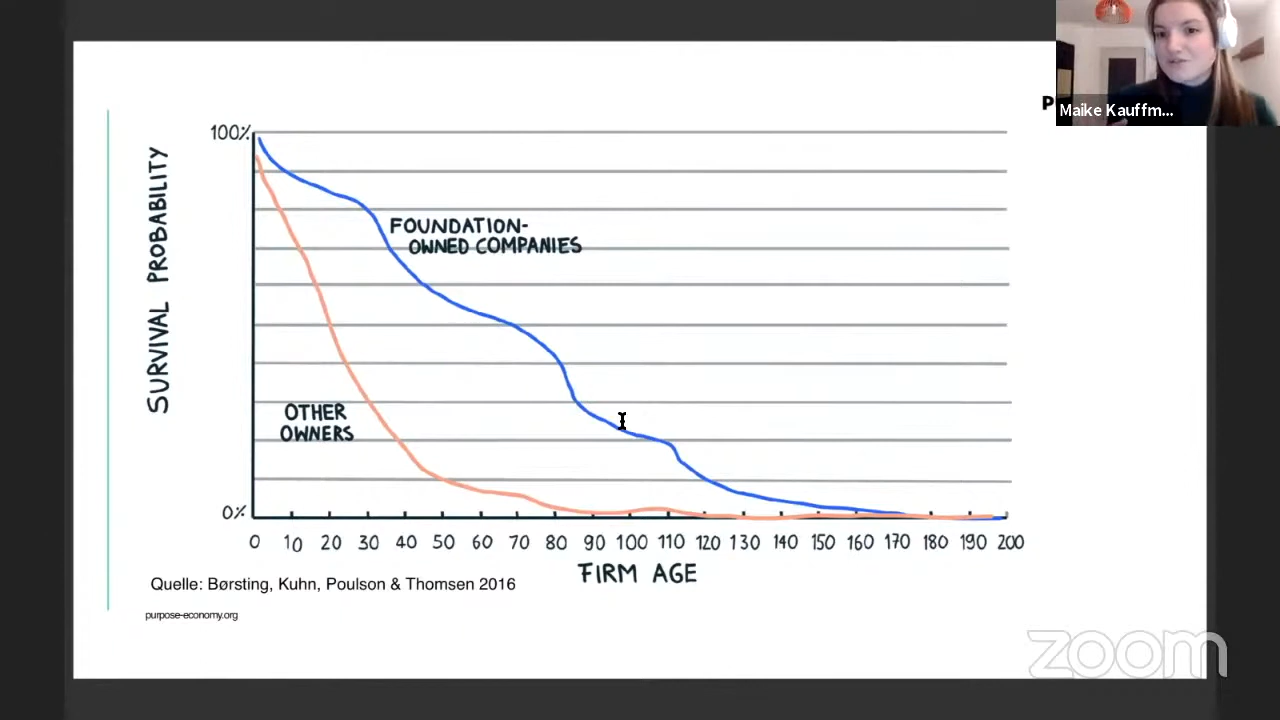 P
Maike Kauffm...
100%
SURVIVAL PROBABILITY
FOUNDATION-
OWNED COMPANIES
OTHER
OWNERS
0%
0 10 20 30 40 50 60 70 80 90 100 110 120 130 140 150 160 170 180 190 200
FIRM AGE
Quelle: Børsting, Kuhn, Poulson & Thomsen 2016
purpose-economy.org
zoom